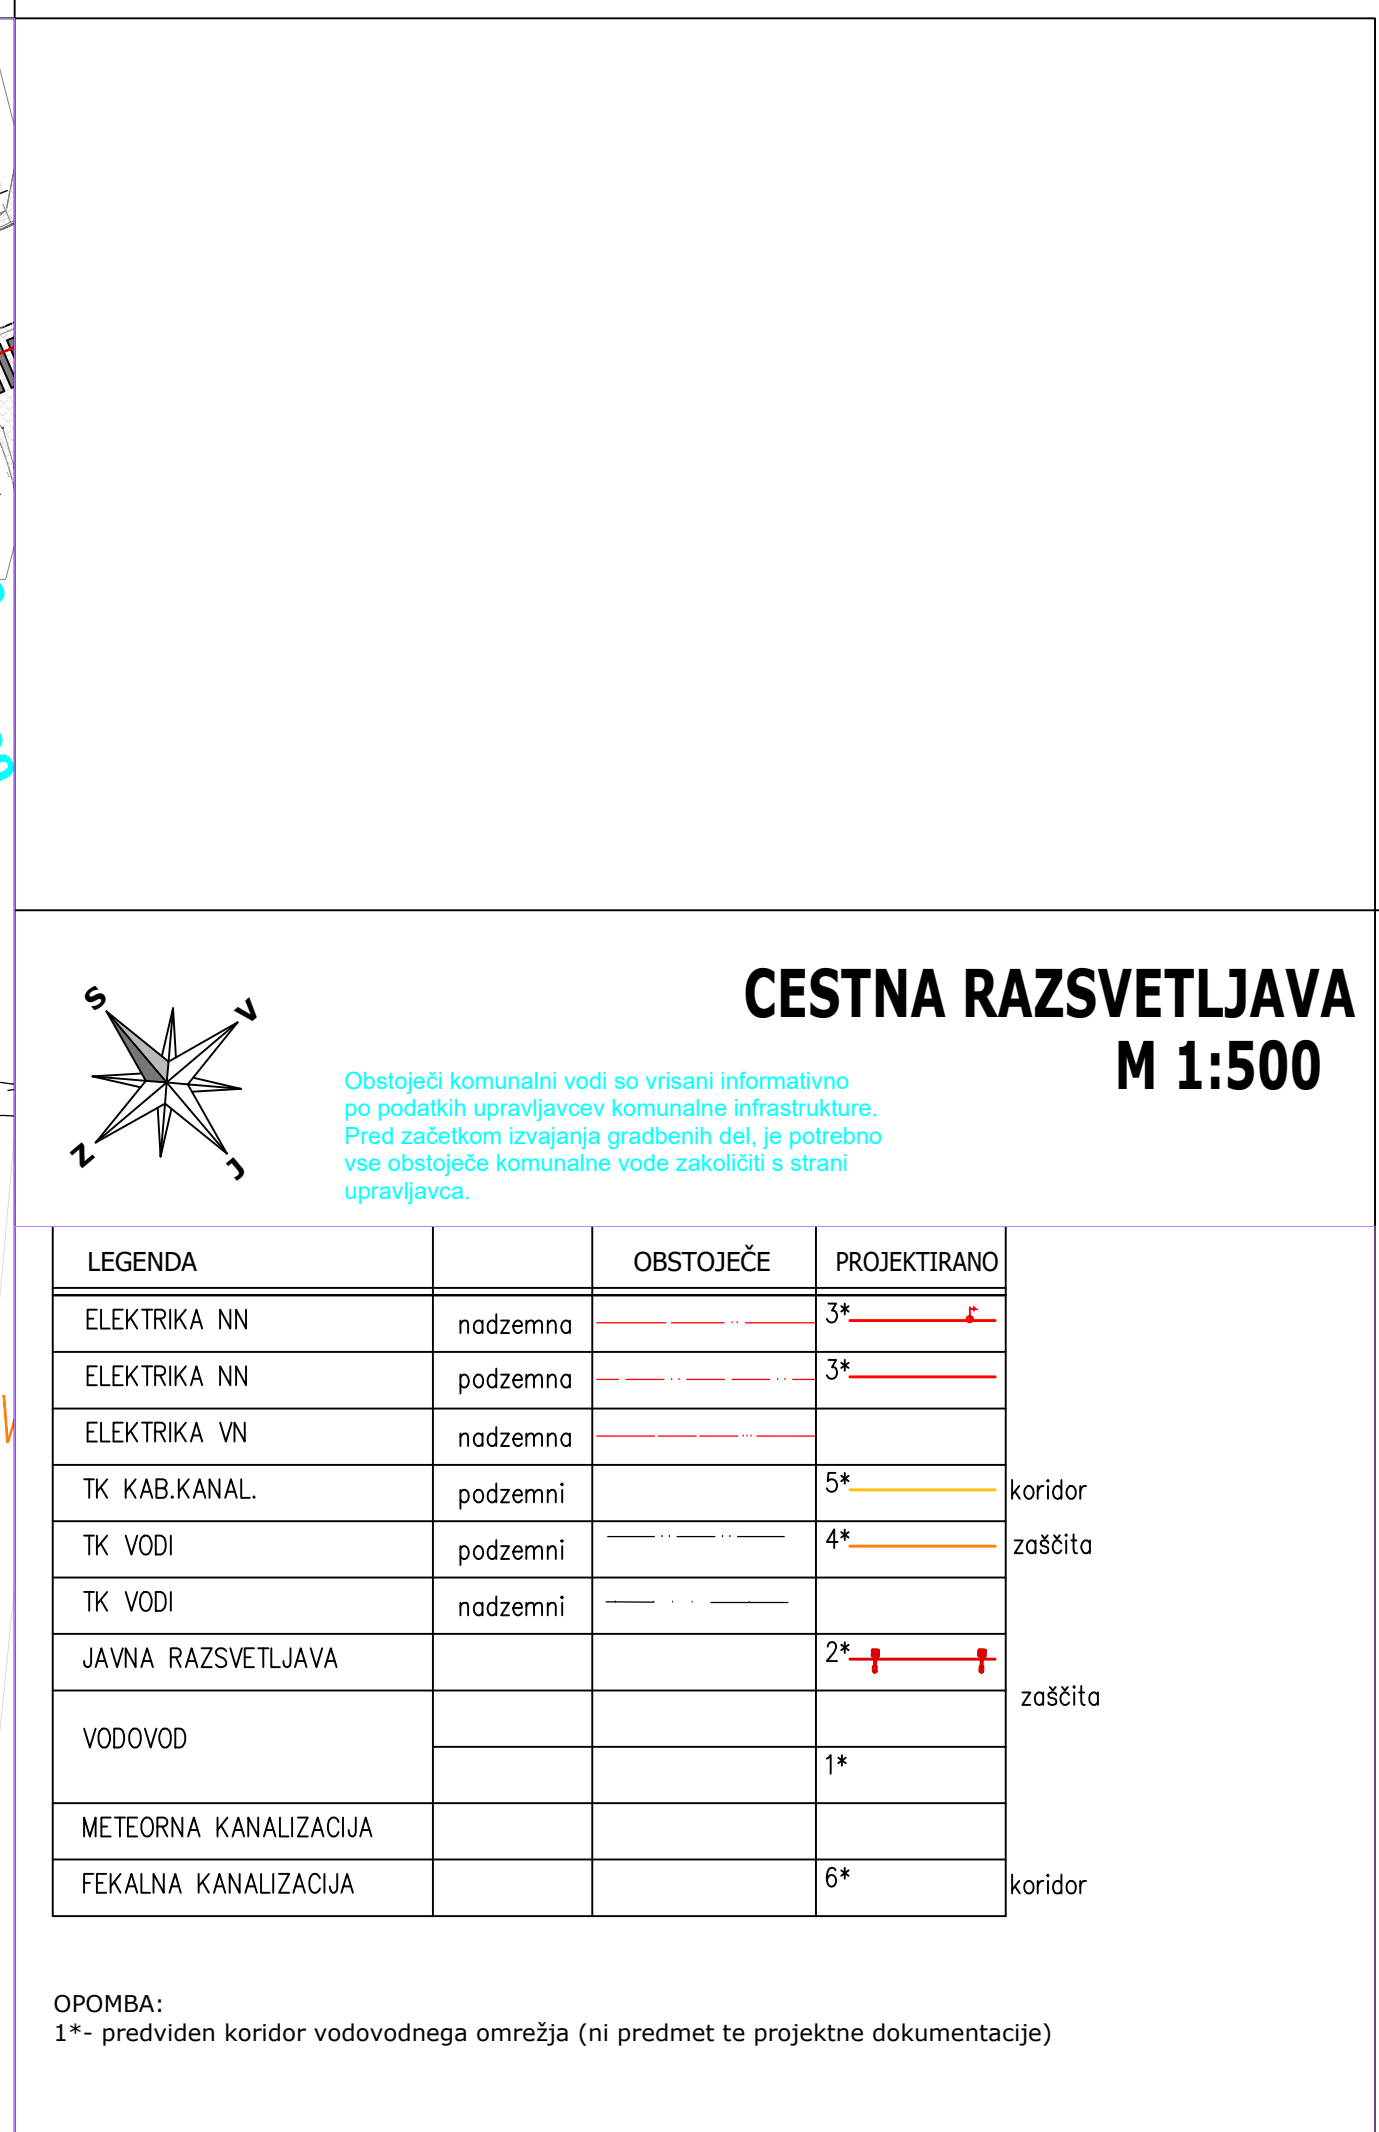 CESTNA RAZSVETLJAVA
M 1:500
S
V
Z
J
Obstoječi komunalni vodi so vrisani informativno
po podatkih upravljavcev komunalne infrastrukture.
Pred začetkom izvajanja gradbenih del, je potrebno
vse obstoječe komunalne vode zakoličiti s strani
upravljavca.
LEGENDA OBSTOJEČE PROJEKTIRANO
ELEKTRIKA NN nadzemna 3*
ELEKTRIKA NN podzemna 3*
ELEKTRIKA VN nadzemna
TK KAB.KANAL. podzemni 5* koridor
TK VODI podzemni 4* zaščita
TK VODI nadzemni
JAVNA RAZSVETLJAVA 2*
zaščita
VODOVOD
1*
METEORNA KANALIZACIJA
FEKALNA KANALIZACIJA 6* koridor
OPOMBA:
1*- predviden koridor vodovodnega omrežja (ni predmet te projektne dokumentacije)